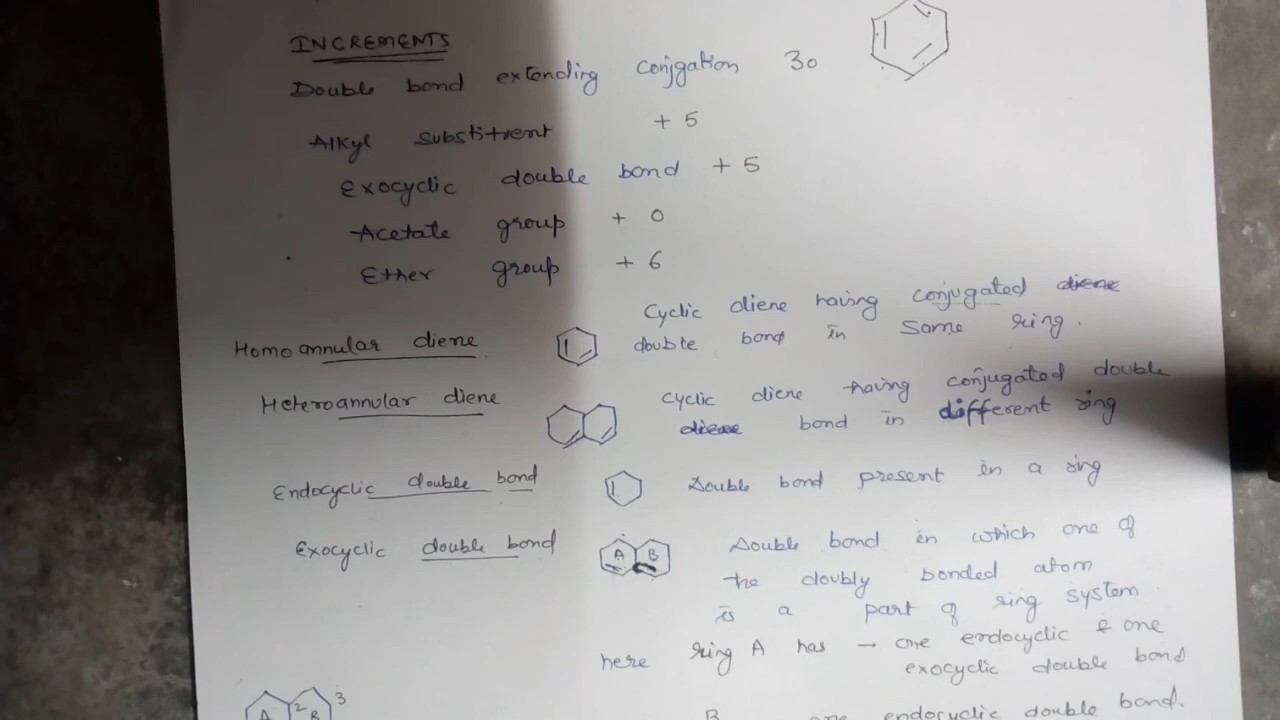 INCREMENTS
Double bond extending conjgation 30
Alkyl substituent + 5
Exocyclic double bond + 5
Acetate group + 0
Ether group + 6
Homoannular diene
Cyclic diene having conjugated diene
double bond in same ring.
Heteroannular diene
cyclic diene having conjugated double
diene bond in different ring
Endocyclic double bond
Double bond present in a ring
Exocyclic double bond
A B
Double bond in which one of
the doubly bonded atom
is a part of ring system.
here ring A has → one endocyclic & one
exocyclic double bond
A 2 B 3
B one endocyclic double bond.